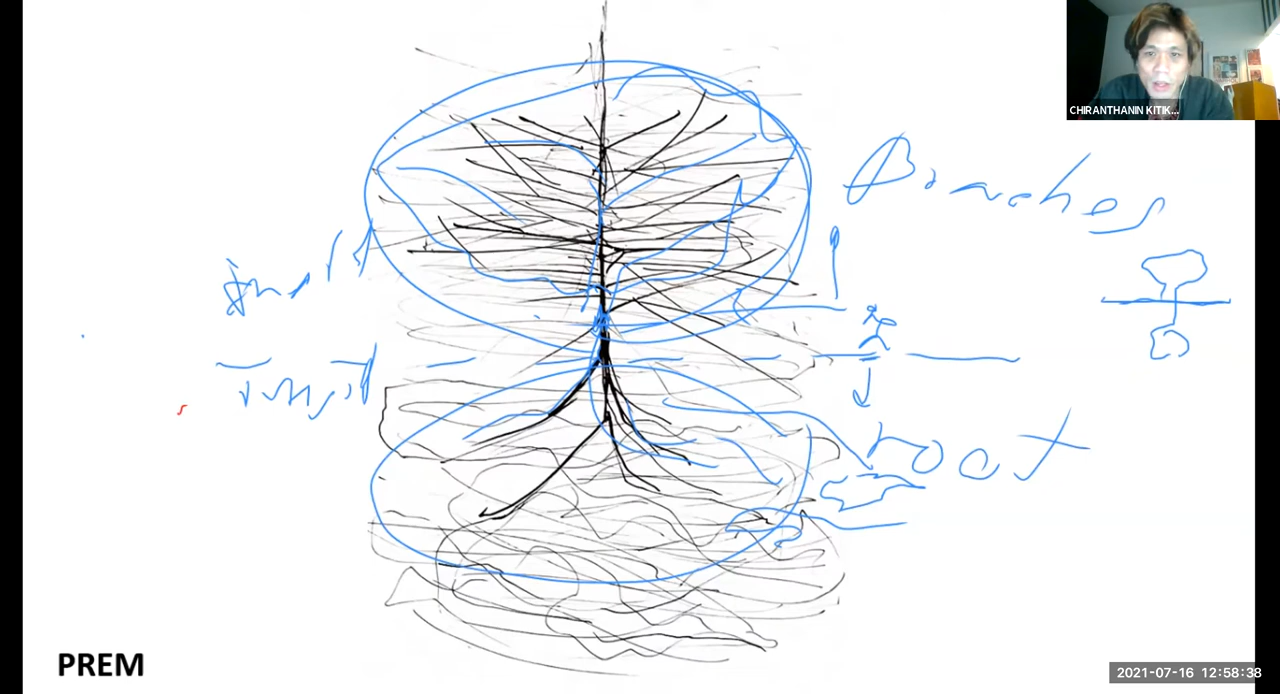 CHIRANTHANIN KITIK...
Branches
root
PREM
2021-07-16 12:58:38